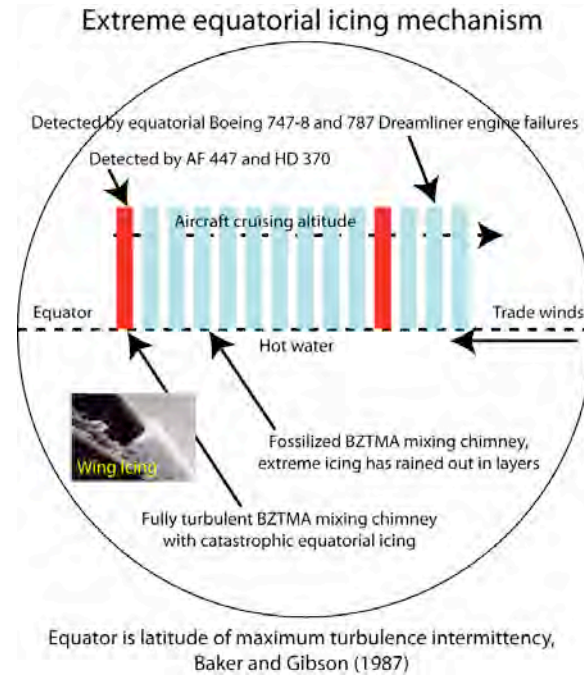 Extreme equatorial icing mechanism
Detected by equatorial Boeing 747-8 and 787 Dreamliner engine failures
Detected by AF 447 and HD 370
Aircraft cruising altitude
Equator
Trade winds
Hot water
Wing Icing
Fossilized BZTMA mixing chimney,
extreme icing has rained out in layers
Fully turbulent BZTMA mixing chimney
with catastrophic equatorial icing
Equator is latitude of maximum turbulence intermittency,
Baker and Gibson (1987)